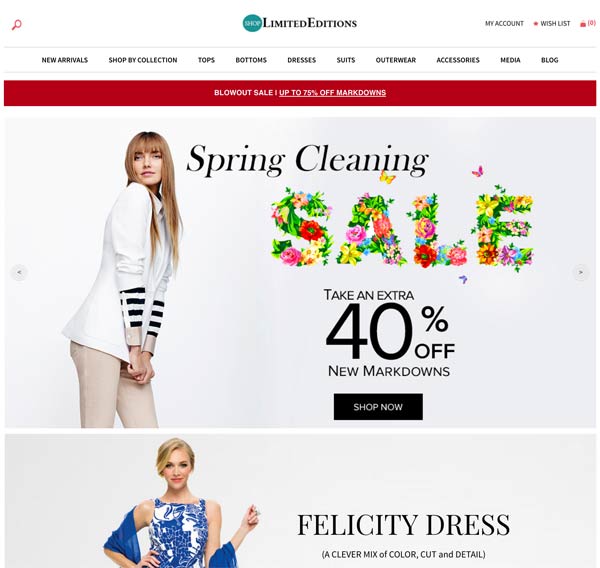 SHOP LIMITEDEDITIONS
MY ACCOUNT WISH LIST (0)
NEW ARRIVALS SHOP BY COLLECTION TOPS BOTTOMS DRESSES SUITS OUTERWEAR ACCESSORIES MEDIA BLOG
BLOWOUT SALE I UP TO 75% OFF MARKDOWNS
Spring Cleaning
SALE
< >
TAKE AN EXTRA
40%
OFF
NEW MARKDOWNS
SHOP NOW
FELICITY DRESS
(A CLEVER MIX of COLOR, CUT and DETAIL)